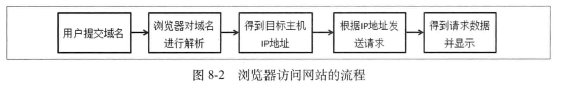 用户提交域名
浏览器对域名
进行解析
得到目标主机
IP地址
根据IP地址发
送请求
得到请求数据
并显示
图 8-2 浏览器访问网站的流程